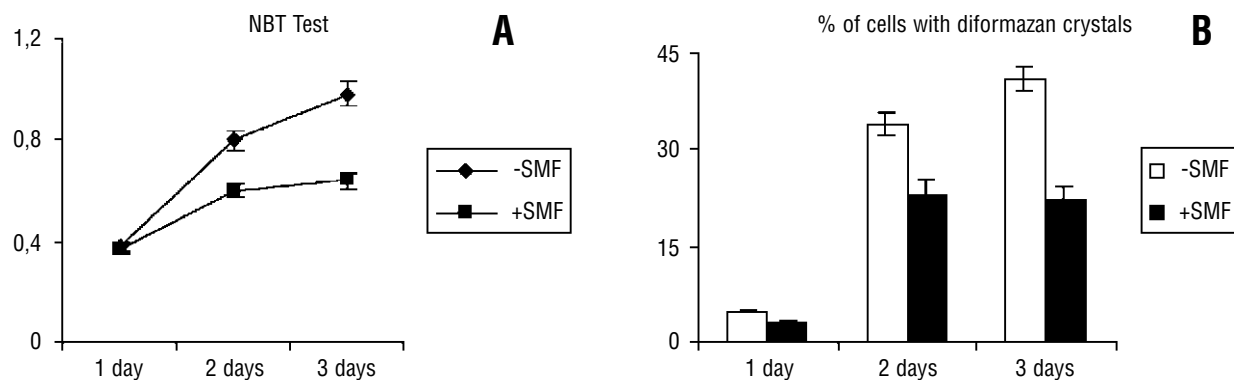 NBT Test
A
1,2
0,8
0,4
0
1 day
2 days
3 days
-SMF
+SMF
% of cells with diformazan crystals
B
45
30
15
0
1 day
2 days
3 days
-SMF
+SMF